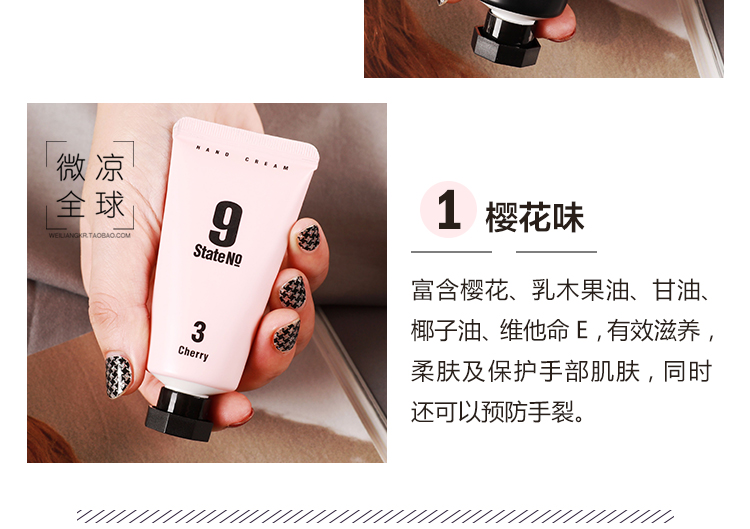 微凉
全球
WEILIANGKR.TAOBAO.COM
HAND CREAM
9
StateNo
3
Cherry
1 樱花味
富含樱花、乳木果油、甘油、
椰子油、维他命 E , 有效滋养 ,
柔肤及保护手部肌肤 , 同时
还可以预防手裂。